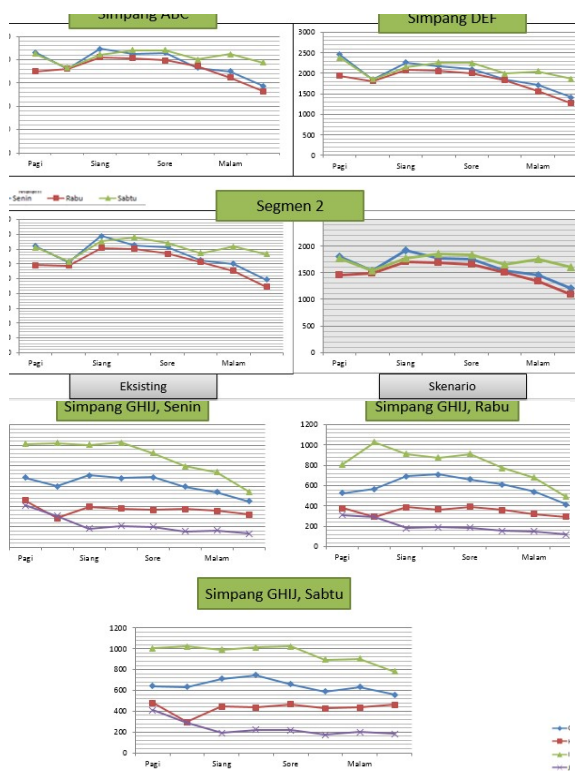 Simpang ABC
Pagi Siang Sore Malam
Simpang DEF
3000
2500
2000
1500
1000
500
0
Pagi Siang Sore Malam
Senin Rabu Sabtu
Segmen 2
Pagi Siang Sore Malam
2000
1500
1000
500
0
Pagi Siang Sore Malam
Eksisting
Skenario
Simpang GHIJ, Senin
Pagi Siang Sore Malam
Simpang GHIJ, Rabu
1200
1000
800
600
400
200
0
Pagi Siang Sore Malam
Simpang GHIJ, Sabtu
1200
1000
800
600
400
200
0
Pagi Siang Sore Malam